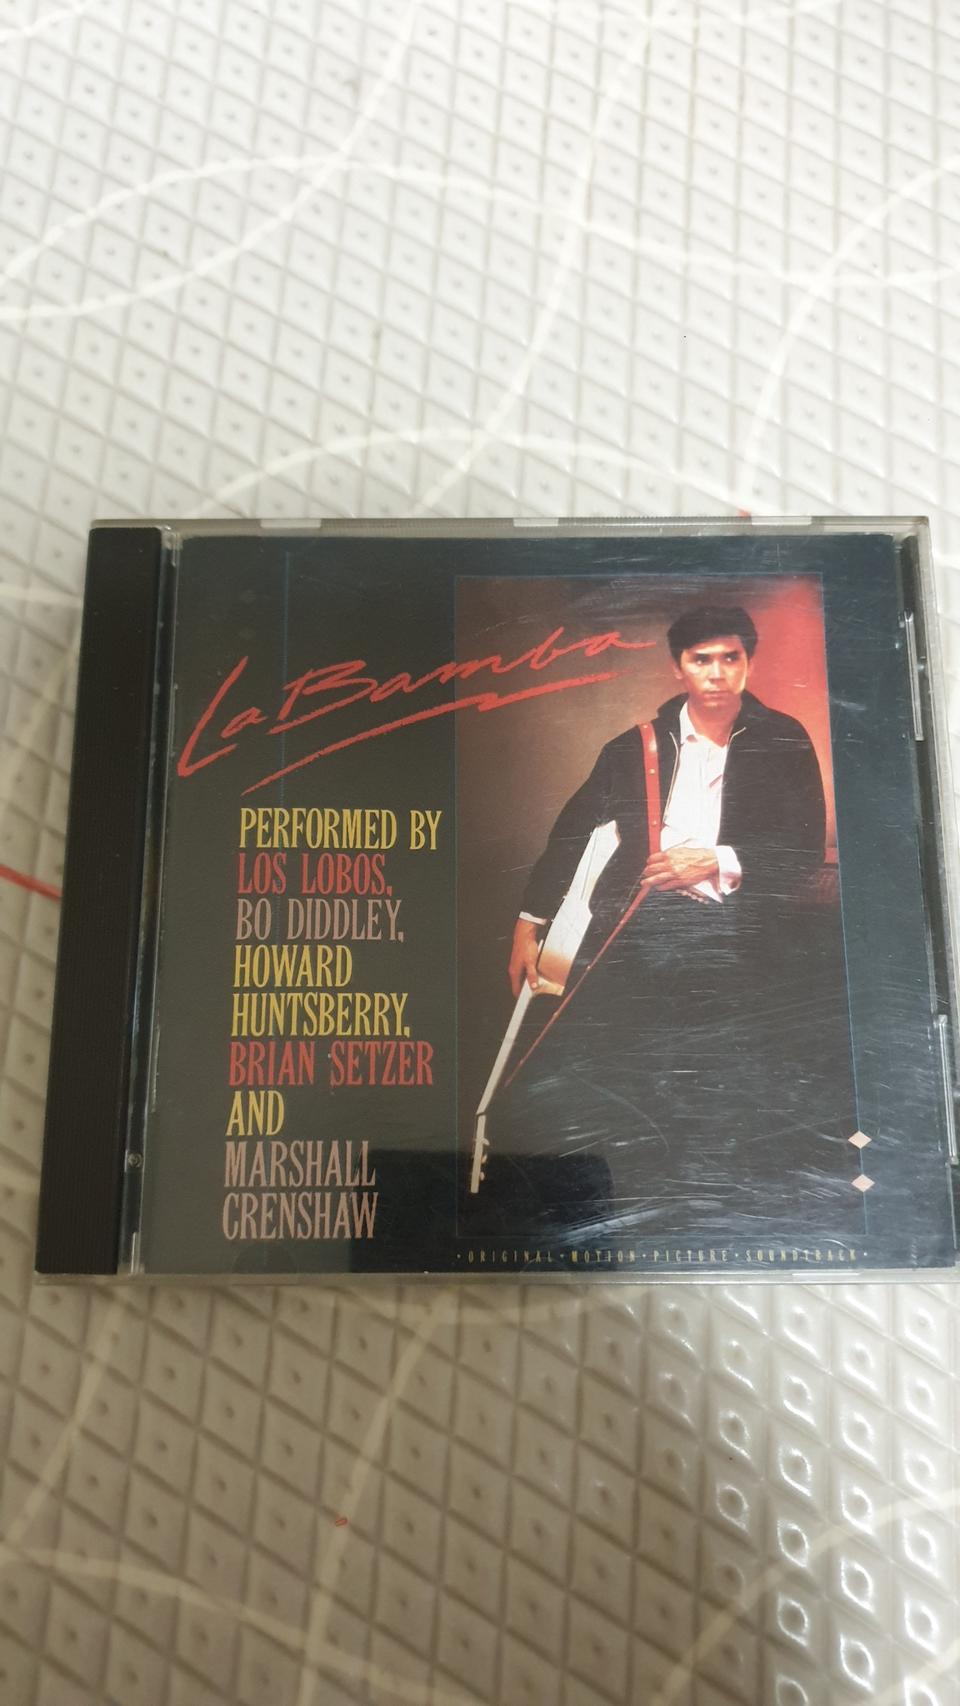 La Bamba
PERFORMED BY
LOS LOBOS,
BO DIDDLEY,
HOWARD
HUNTSBERRY,
BRIAN SETZER
AND
MARSHALL
CRENSHAW
·ORIGINAL·MOTION·PICTURE·SOUNDTRACK·